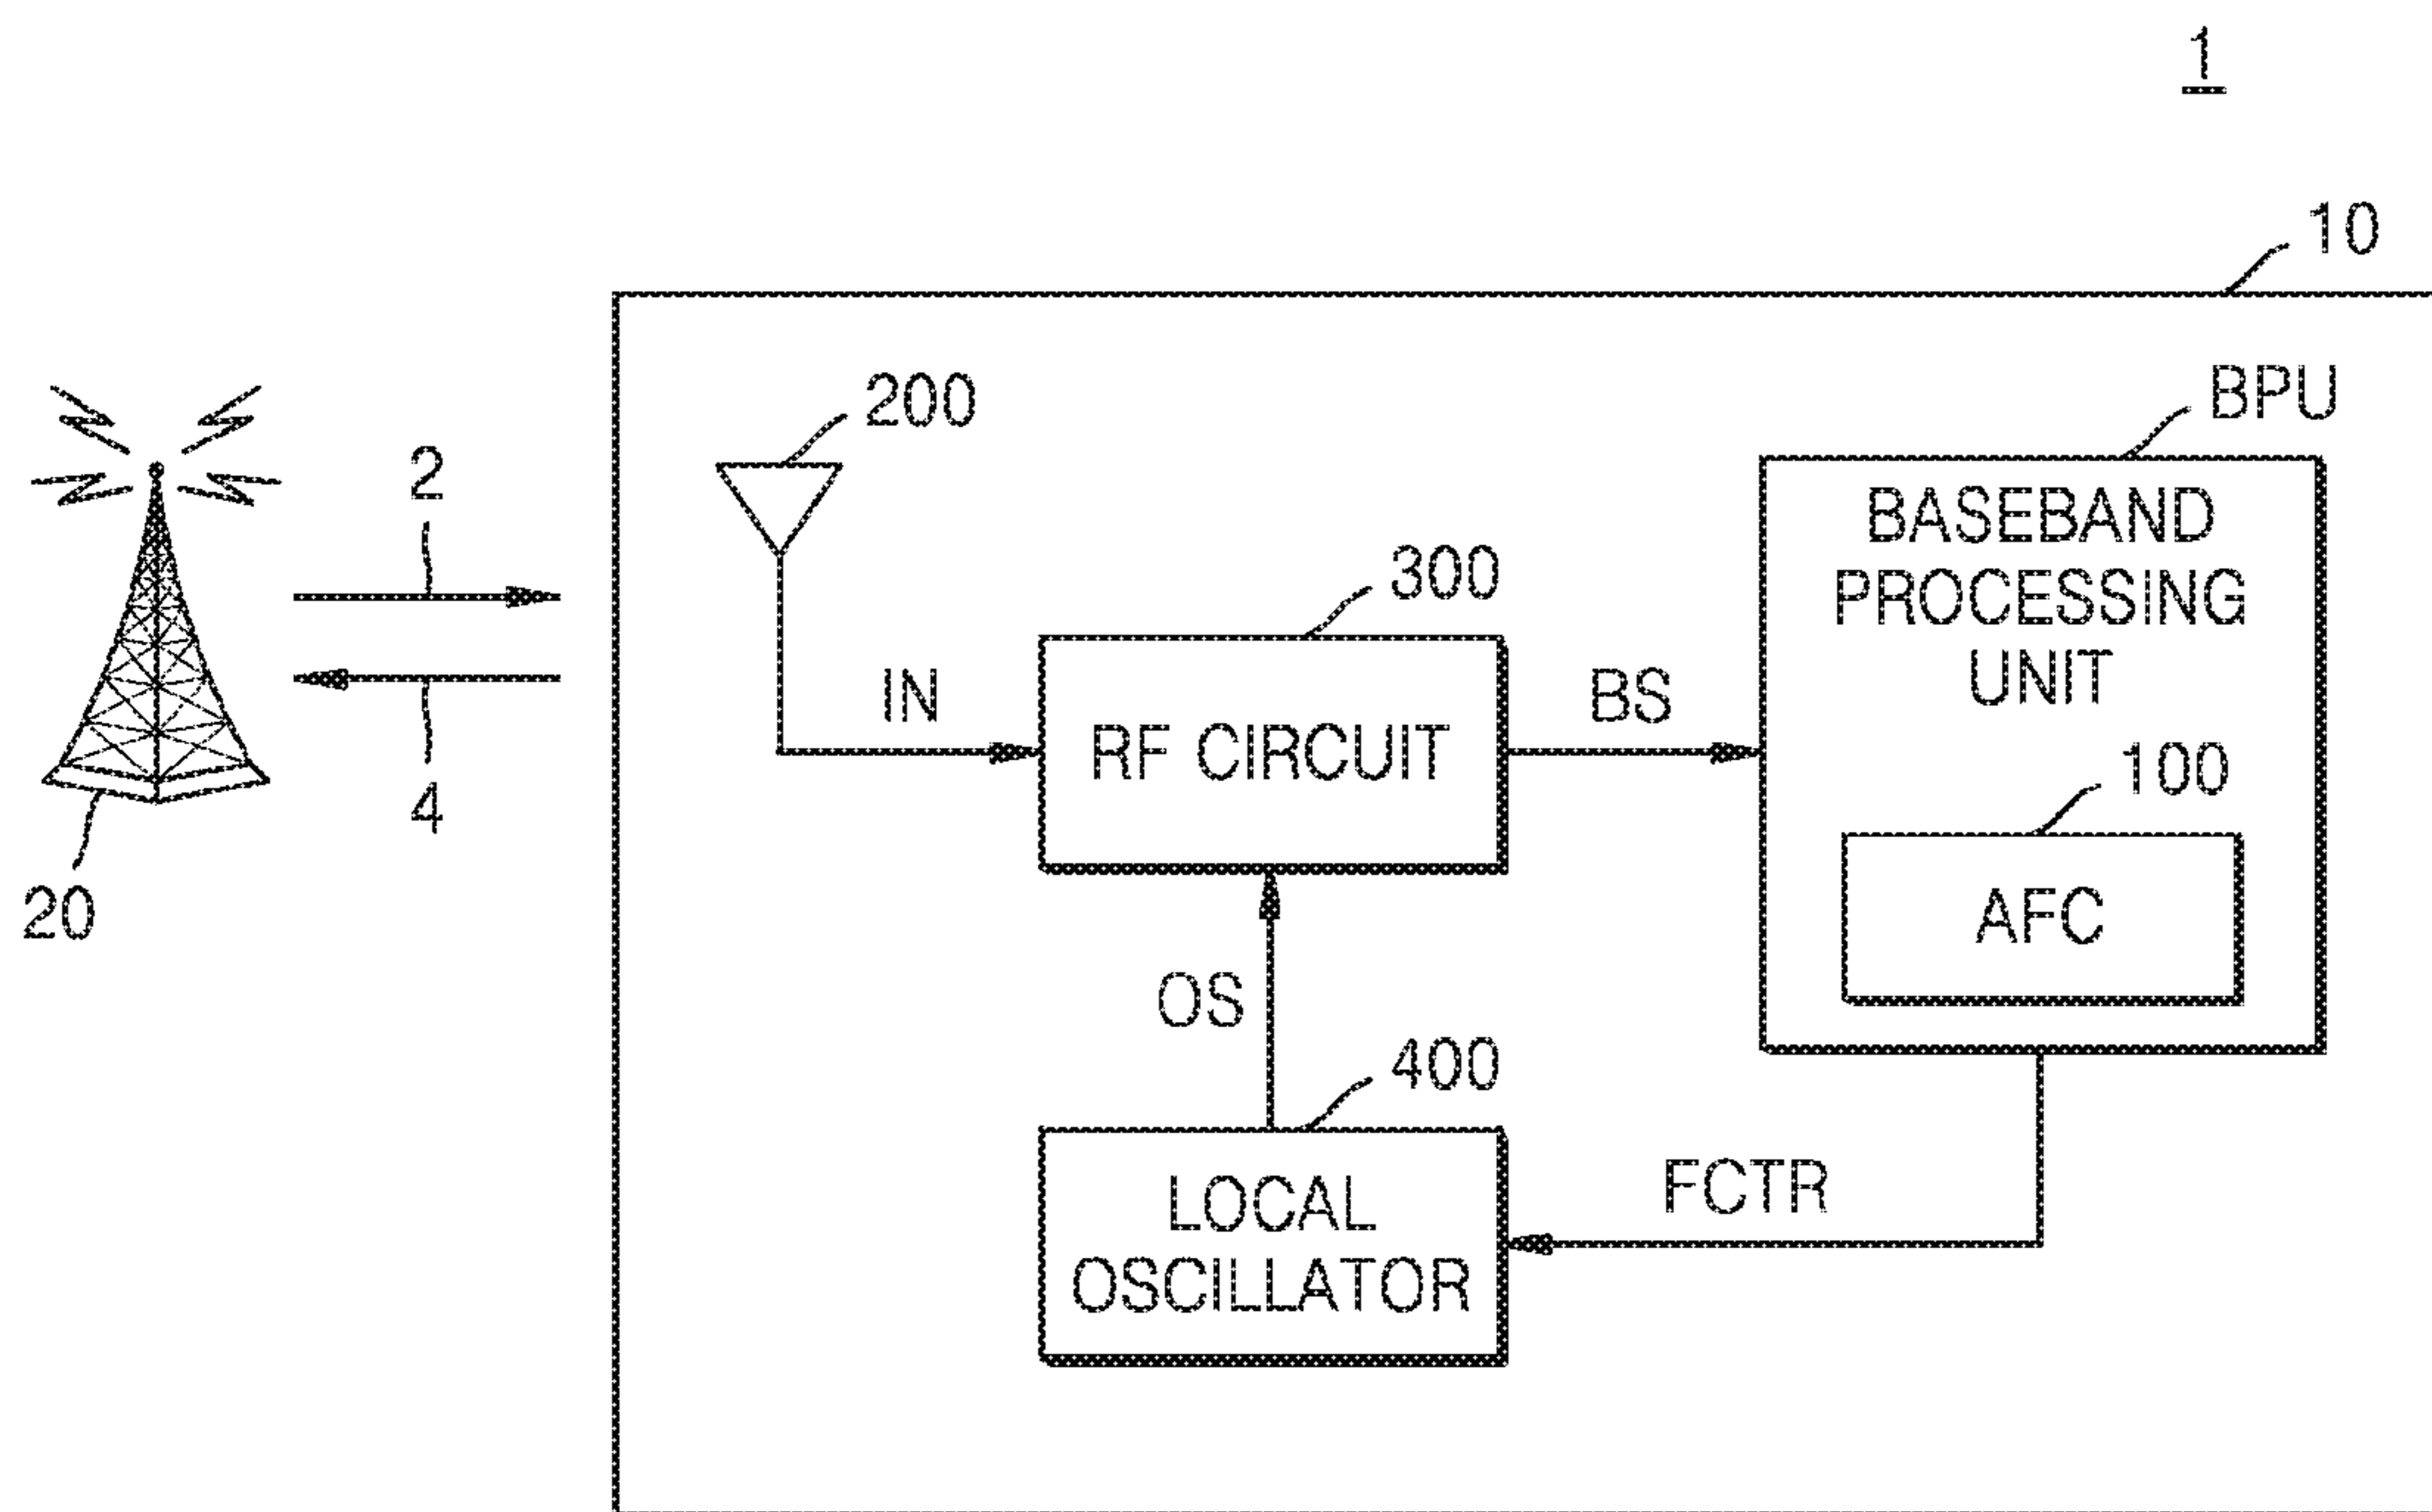 1
10
200
BPU
2
BASEBAND
PROCESSING
UNIT
300
IN
RF CIRCUIT
BS
4
100
20
AFC
OS
400
FCTR
LOCAL
OSCILLATOR